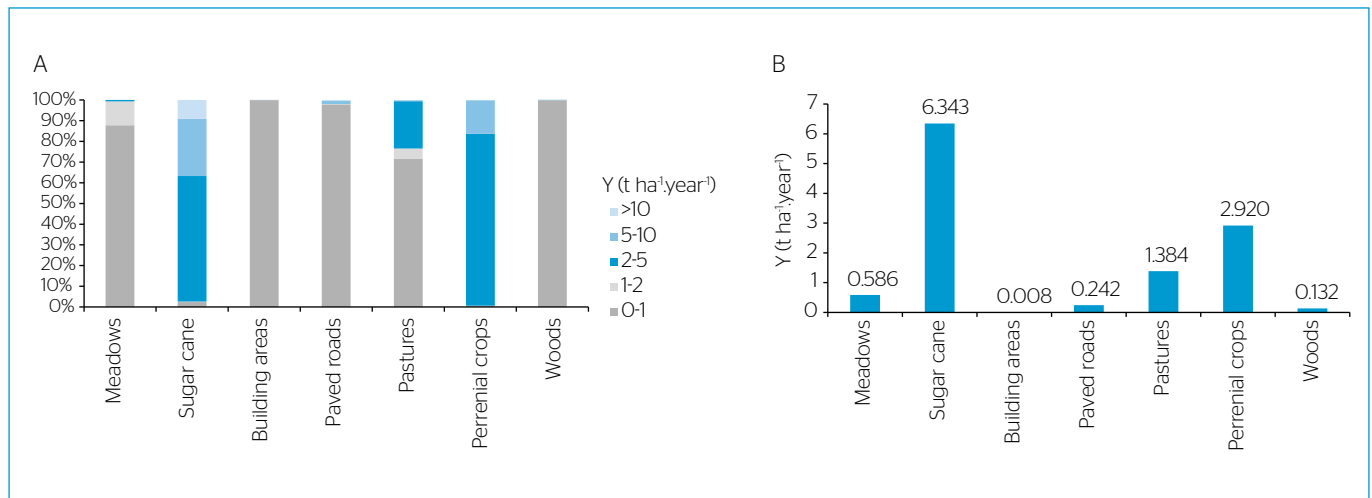 A
100%
90%
80%
70%
60%
50%
40%
30%
20%
10%
0%
Meadows
Sugar cane
Building areas
Paved roads
Pastures
Perrenial crops
Woods
Y (t ha-1.year-1)
>10
5-10
2-5
1-2
0-1
B
Y (t ha-1.year-1)
7
6
5
4
3
2
1
0
0.586
6.343
0.008
0.242
1.384
2.920
0.132
Meadows
Sugar cane
Building areas
Paved roads
Pastures
Perrenial crops
Woods